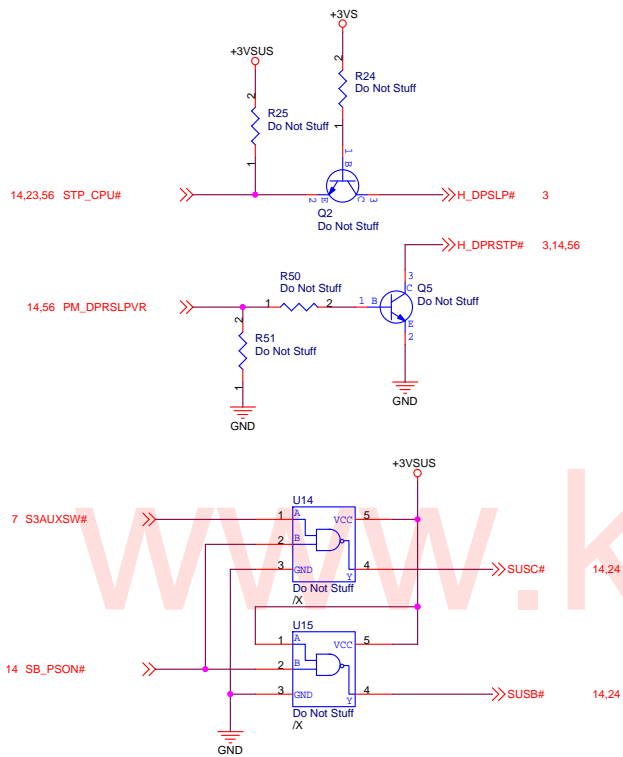 +3VS
+3VSUS
2
R24
Do Not Stuff
2
R25
Do Not Stuff
1
1
1
B
14,23,56 STP_CPU#
2
E
C
3
H_DPSLP# 3
Q2
Do Not Stuff
H_DPRSTP# 3,14,56
R50
Do Not Stuff
3
C
Q5
Do Not Stuff
14,56 PM_DPRSLPVR
1
2
1
B
2
R51
Do Not Stuff
E
2
1
GND
GND
+3VSUS
U14
7 S3AUXSW#
1
A
VCC
5
2
B
3
GND
Y
4
SUSC# 14,24
Do Not Stuff
/X
U15
1
A
VCC
5
14 SB_PSON#
2
B
3
GND
Y
4
SUSB# 14,24
Do Not Stuff
/X
GND
www.k